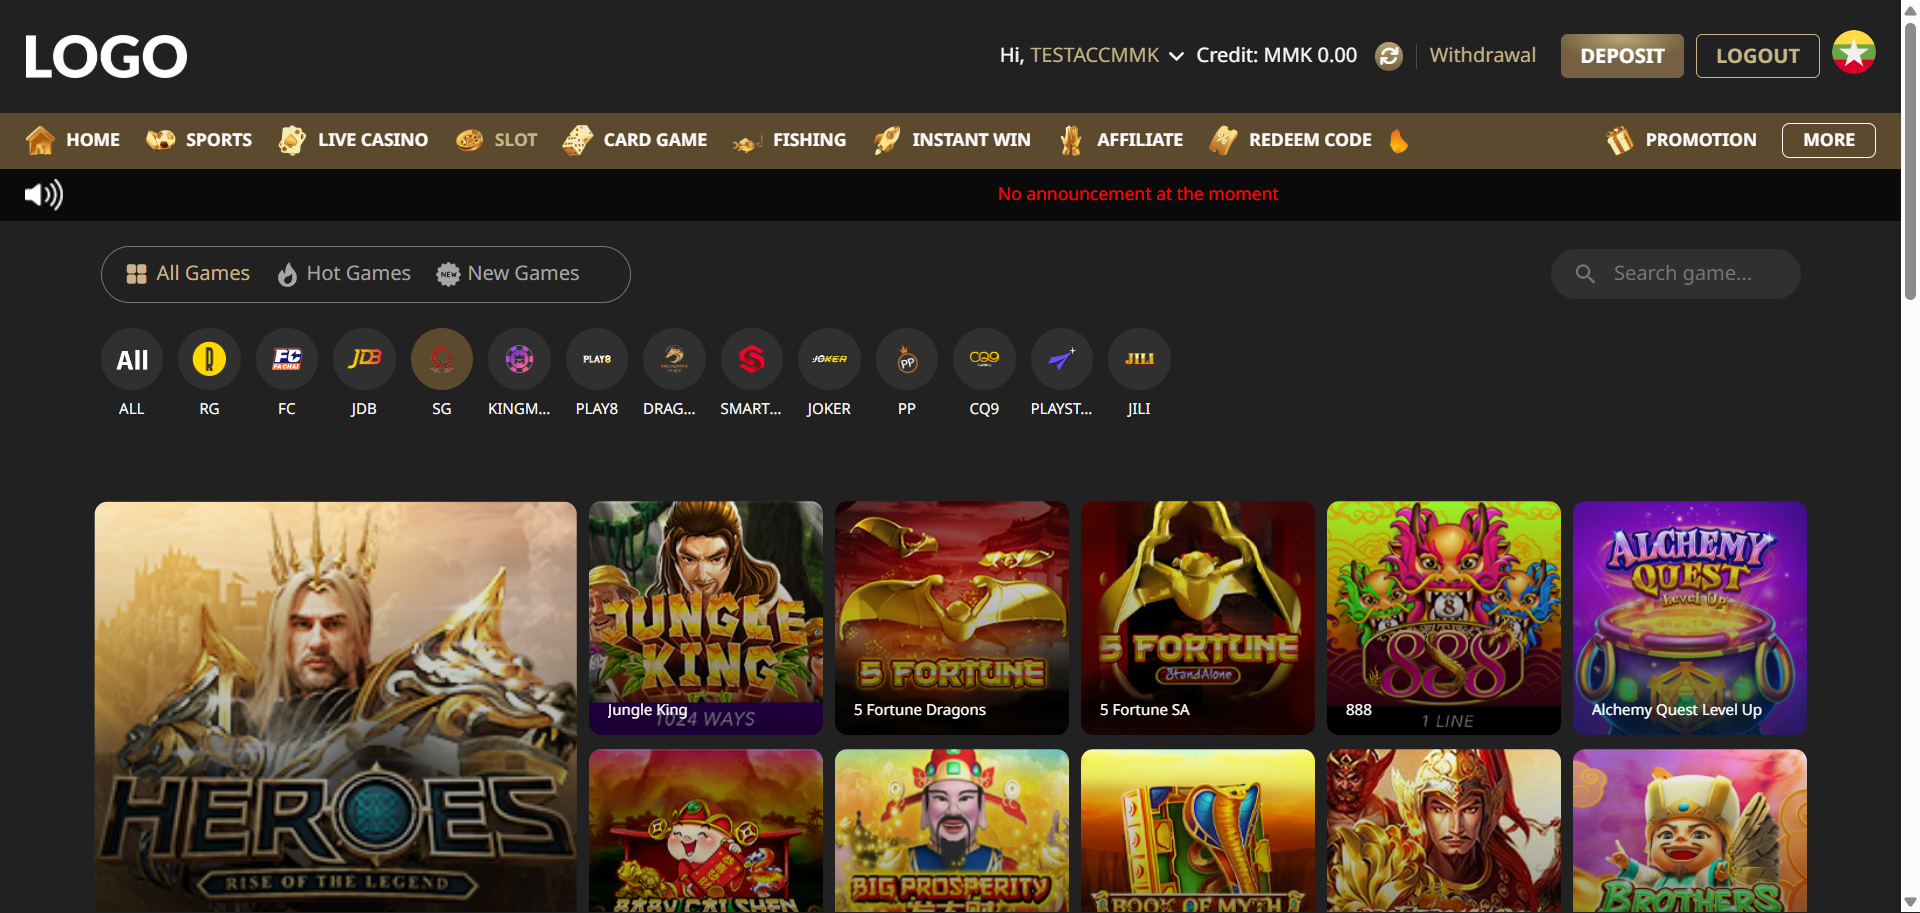 LOGO
Hi, TESTACCMMK Credit: MMK 0.00 Withdrawal DEPOSIT LOGOUT
HOME SPORTS LIVE CASINO SLOT CARD GAME FISHING INSTANT WIN AFFILIATE REDEEM CODE PROMOTION MORE
No announcement at the moment
All Games NEW Hot Games New Games Search game...
All R FC FA CHAI JDB PLAY8 S JOKER PP CQ9 JILI
ALL RG FC JDB SG KINGM... PLAY8 DRAG... SMART... JOKER PP CQ9 PLAYST... JILI
HEROES
RISE OF THE LEGEND
JUNGLE KING
1024 WAYS
Jungle King
5 FORTUNE
5 Fortune Dragons
5 FORTUNE
StandAlone
5 Fortune SA
8
888
1 LINE
888
ALCHEMY QUEST
Level Up
Alchemy Quest Level Up
BABY CAI SHEN
BIG PROSPERITY
BOOK OF MYTH
BROTHERS